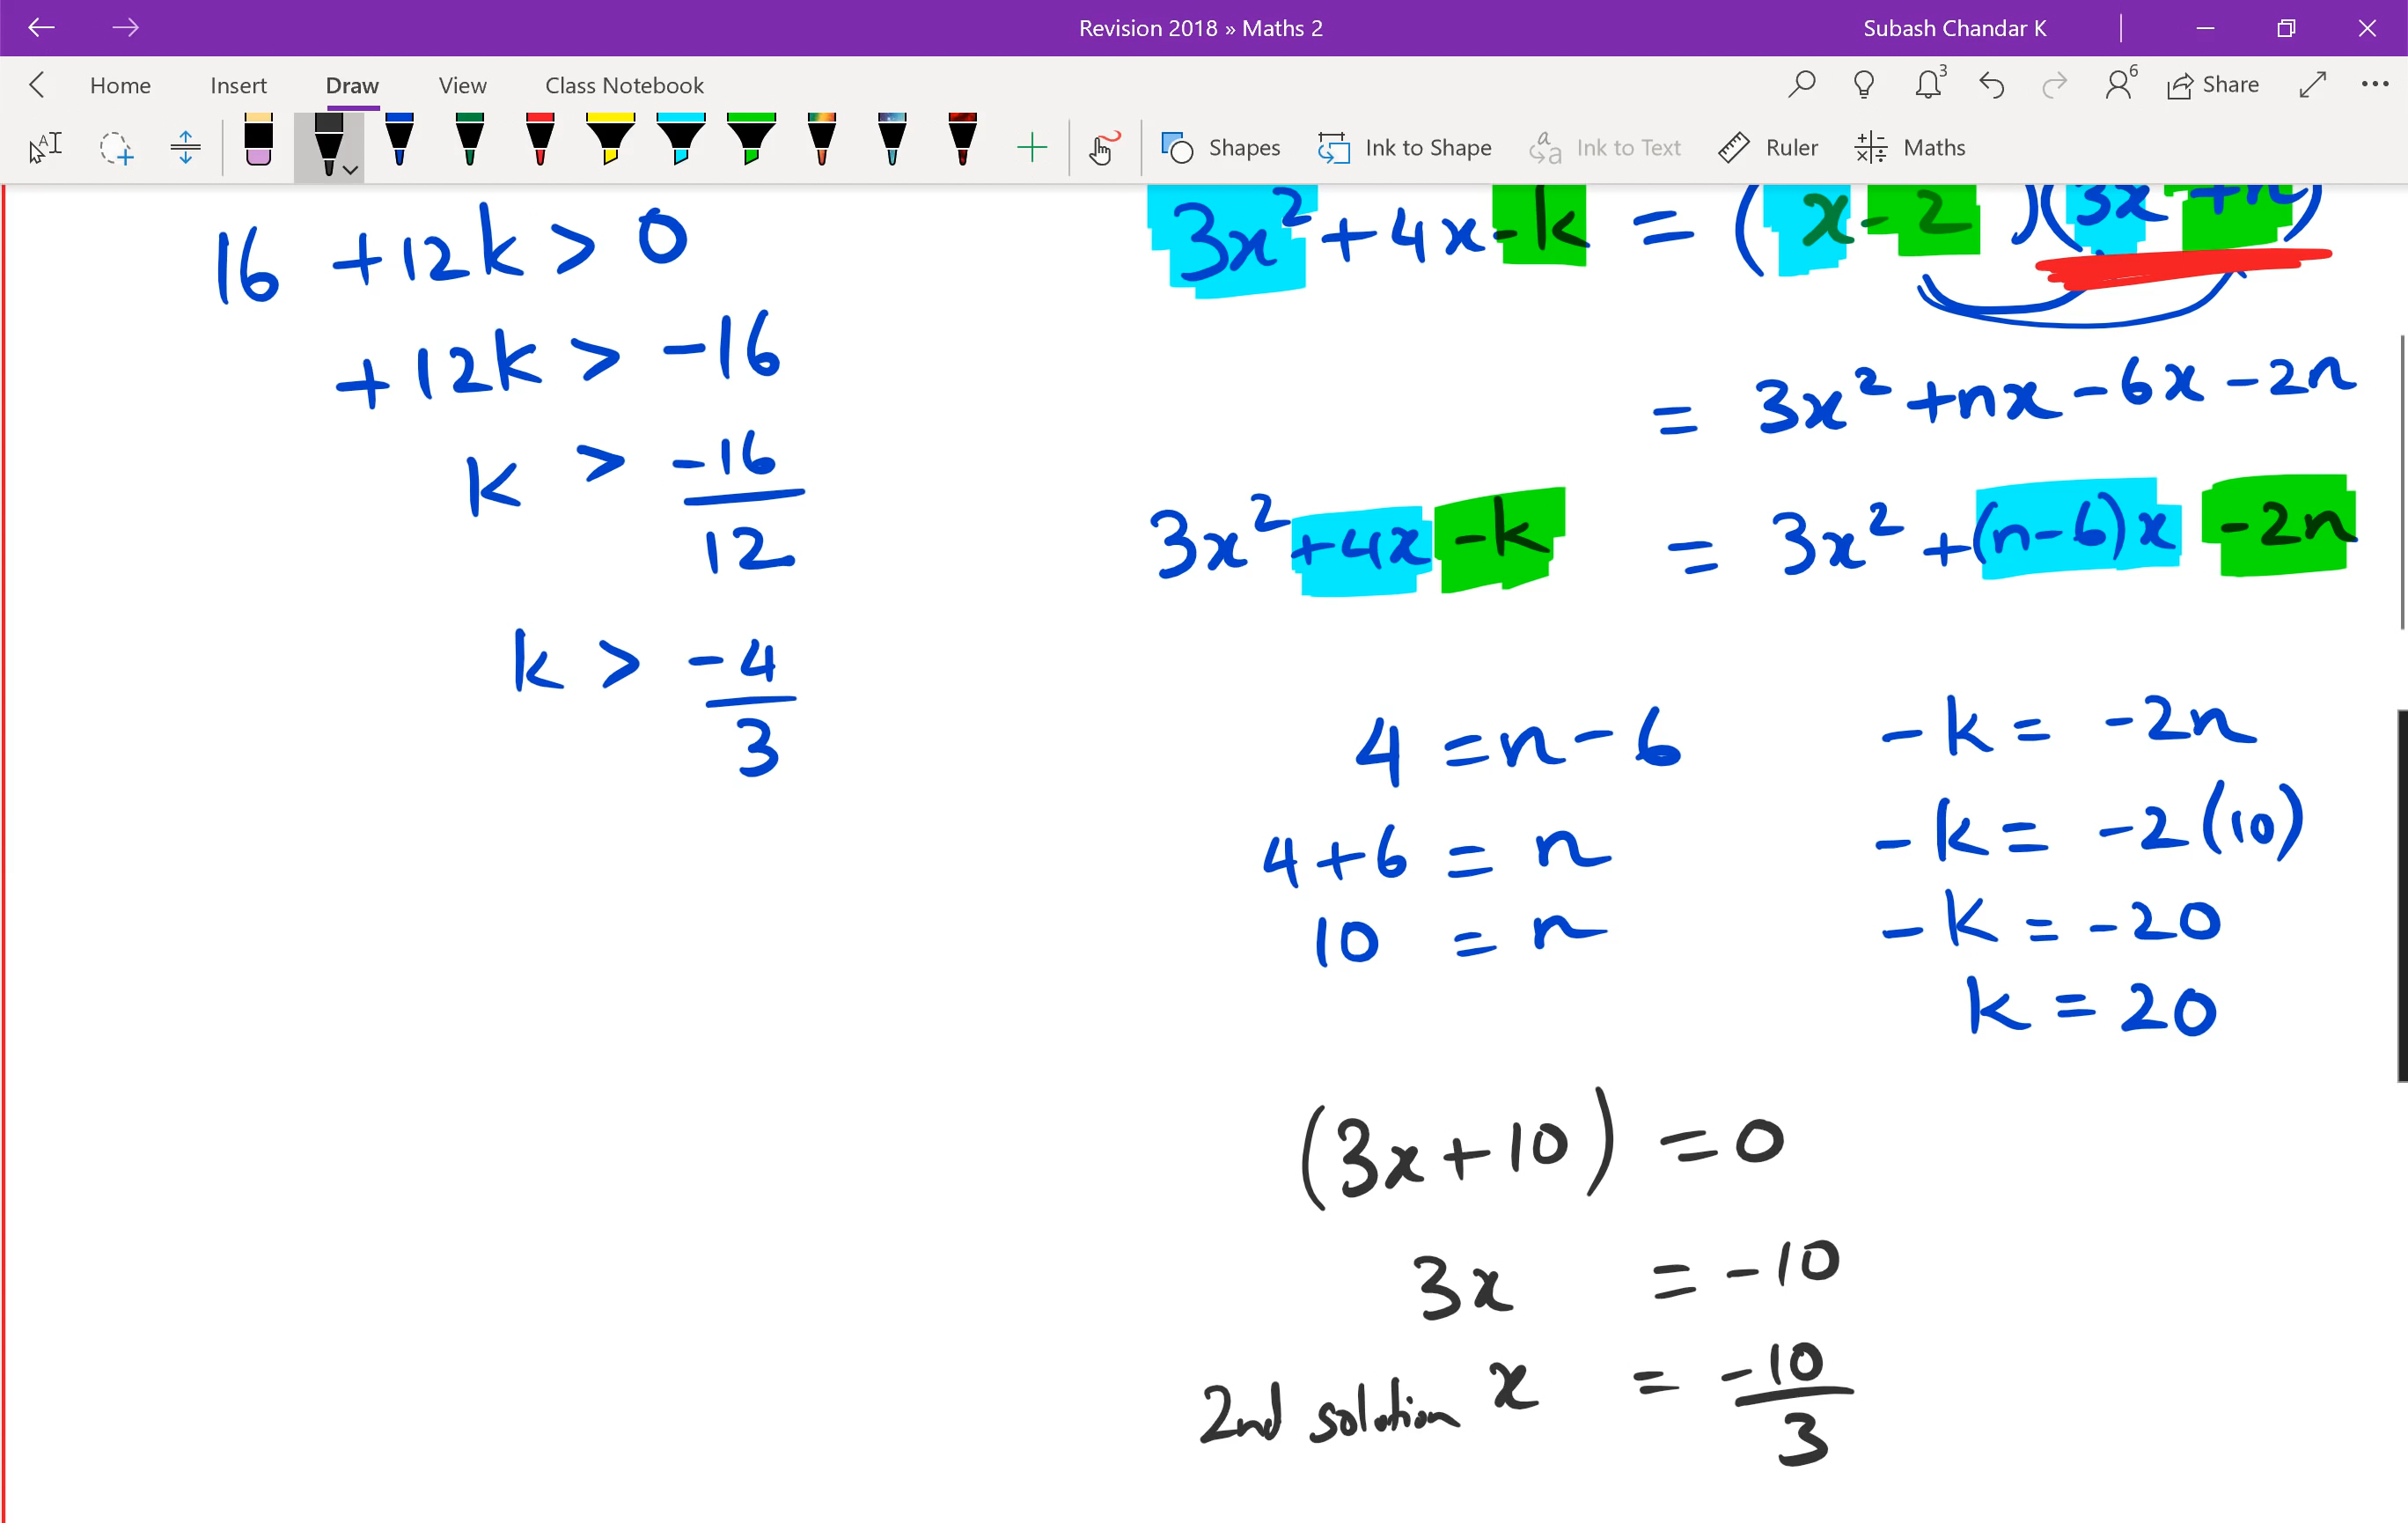 Revision 2018 » Maths 2
Subash Chandar K
Home Insert Draw View Class Notebook
3
6
Share
Shapes Ink to Shape Ink to Text Ruler Maths
16 +12k > 0
+12k > -16
k > -16/12
k > -4/3
3x² +4x -k = (x-2)(3x+n)
= 3x² +nx -6x -2n
3x² +4x -k = 3x² +(n-6)x -2n
4 = n-6
4+6 = n
10 = n
-k = -2n
-k = -2(10)
-k = -20
k = 20
(3x+10) = 0
3x = -10
2nd solution x = -10/3